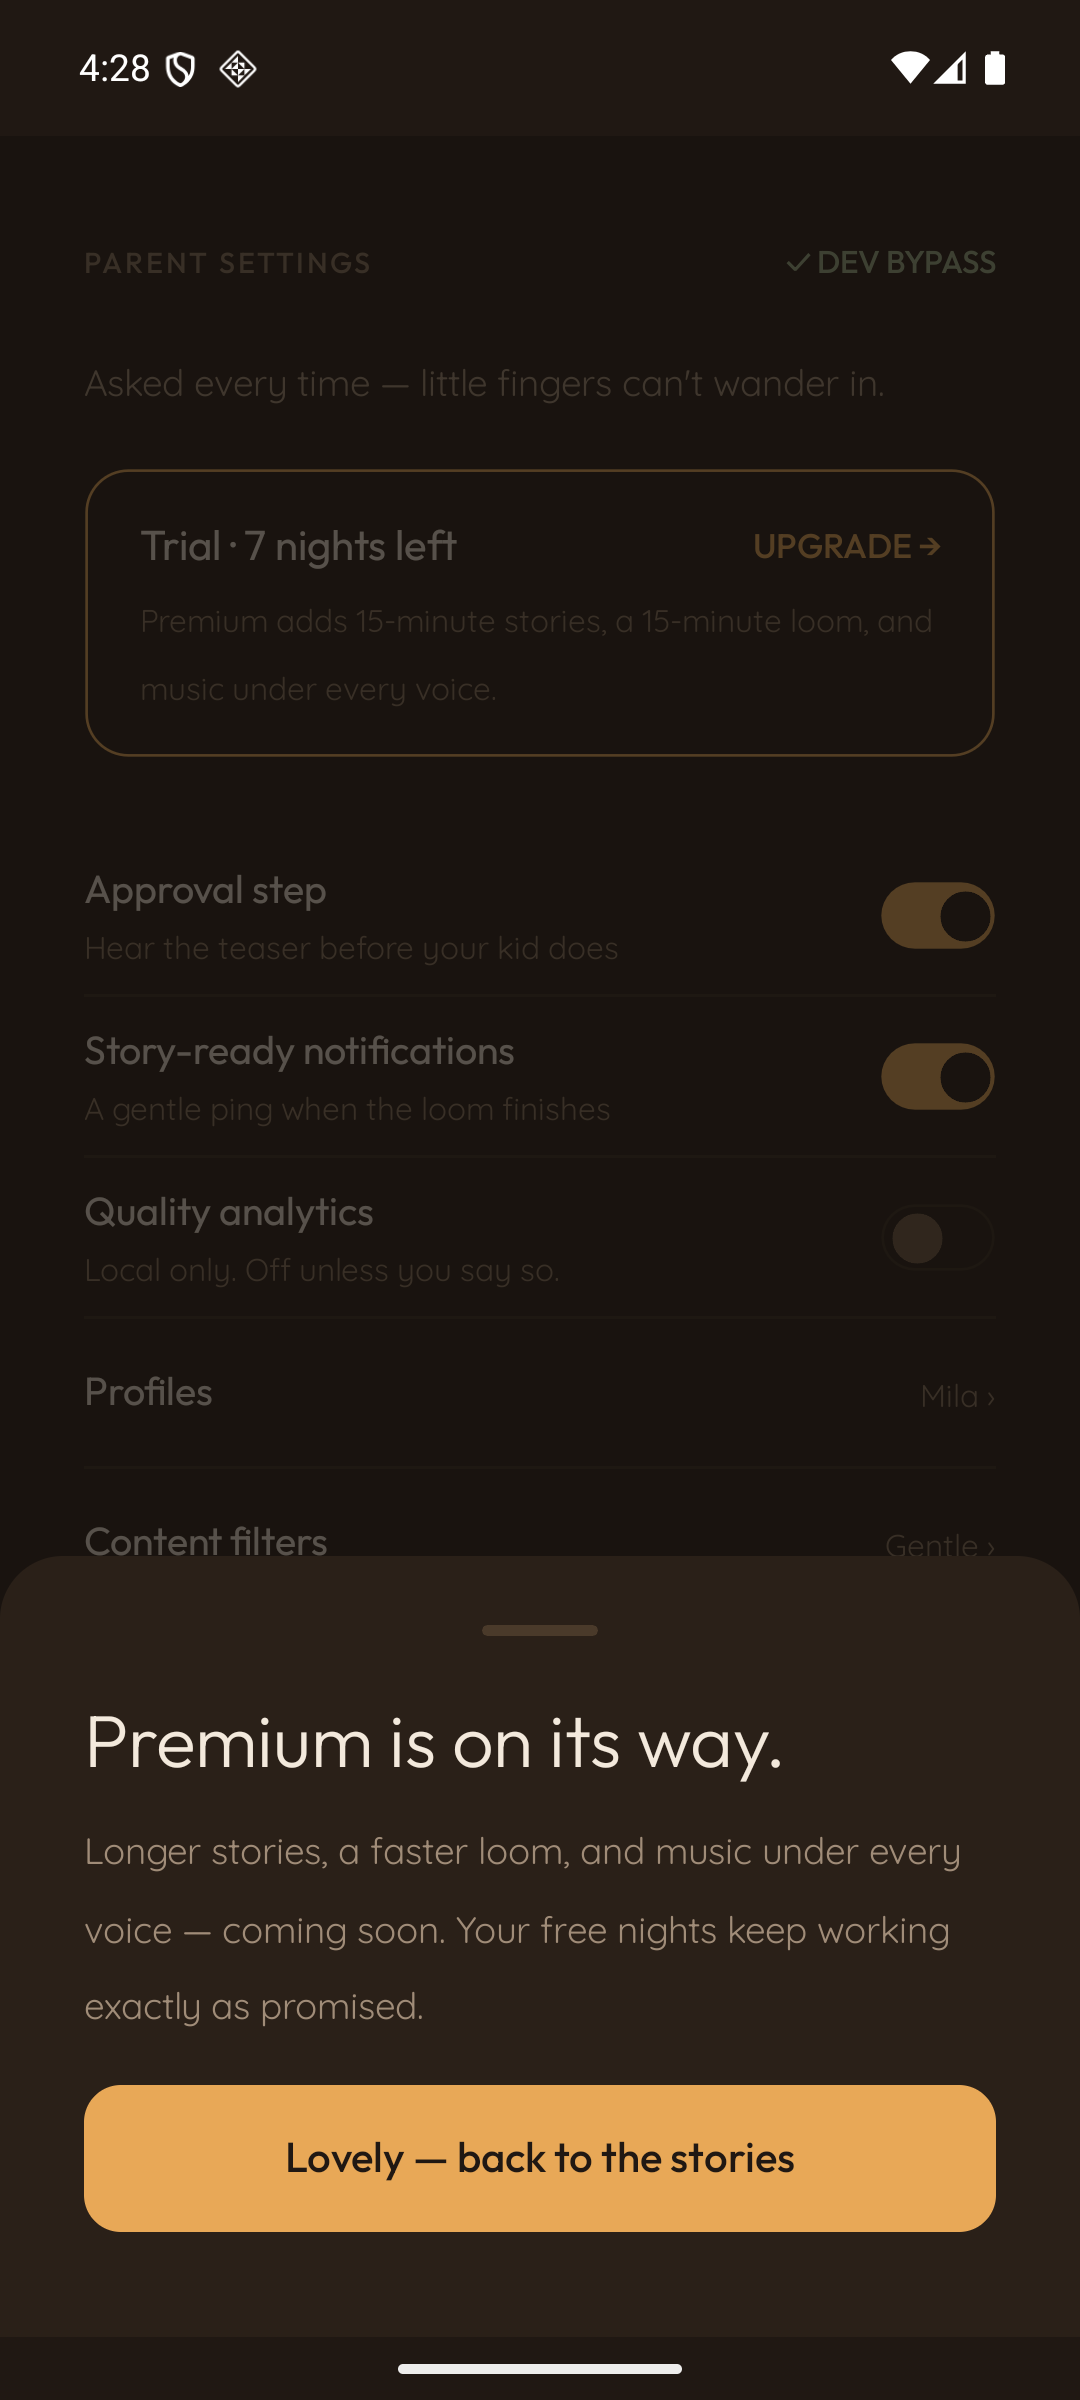 4:28
PARENT SETTINGS
✓ DEV BYPASS
Asked every time — little fingers can't wander in.
Trial · 7 nights left
UPGRADE →
Premium adds 15-minute stories, a 15-minute loom, and
music under every voice.
Approval step
Hear the teaser before your kid does
Story-ready notifications
A gentle ping when the loom finishes
Quality analytics
Local only. Off unless you say so.
Profiles
Mila ›
Content filters
Gentle ›
Premium is on its way.
Longer stories, a faster loom, and music under every
voice — coming soon. Your free nights keep working
exactly as promised.
Lovely — back to the stories